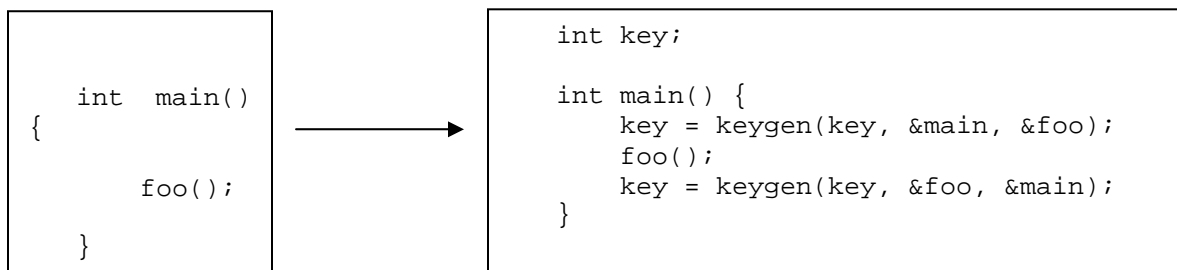 int main()
{
foo();
}
int key;
int main() {
key = keygen(key, &main, &foo);
foo();
key = keygen(key, &foo, &main);
}